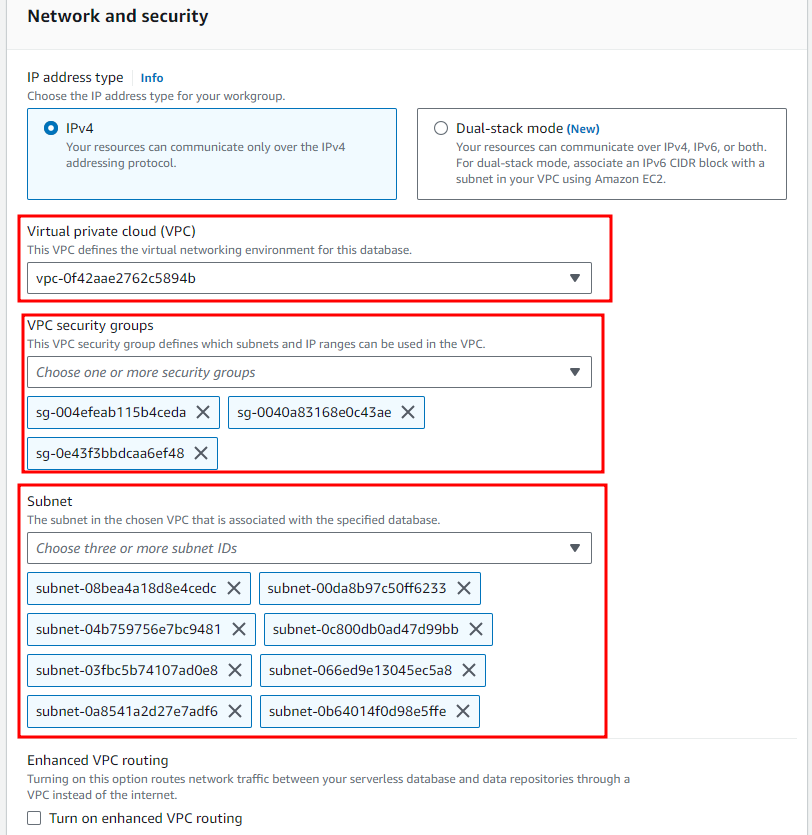 Network and security
IP address type Info
Choose the IP address type for your workgroup.
IPv4
Your resources can communicate only over the IPv4
addressing protocol.
Dual-stack mode (New)
Your resources can communicate over IPv4, IPv6, or both.
For dual-stack mode, associate an IPv6 CIDR block with a
subnet in your VPC using Amazon EC2.
Virtual private cloud (VPC)
This VPC defines the virtual networking environment for this database.
vpc-0f42aae2762c5894b
VPC security groups
This VPC security group defines which subnets and IP ranges can be used in the VPC.
Choose one or more security groups
sg-004efeab115b4ceda sg-0040a83168e0c43ae
sg-0e43f3bbdcaa6ef48
Subnet
The subnet in the chosen VPC that is associated with the specified database.
Choose three or more subnet IDs
subnet-08bea4a18d8e4cedc subnet-00da8b97c50ff6233
subnet-04b759756e7bc9481 subnet-0c800db0ad47d99bb
subnet-03fbc5b74107ad0e8 subnet-066ed9e13045ec5a8
subnet-0a8541a2d27e7adf6 subnet-0b64014f0d98e5ffe
Enhanced VPC routing
Turning on this option routes network traffic between your serverless database and data repositories through a
VPC instead of the internet.
Turn on enhanced VPC routing